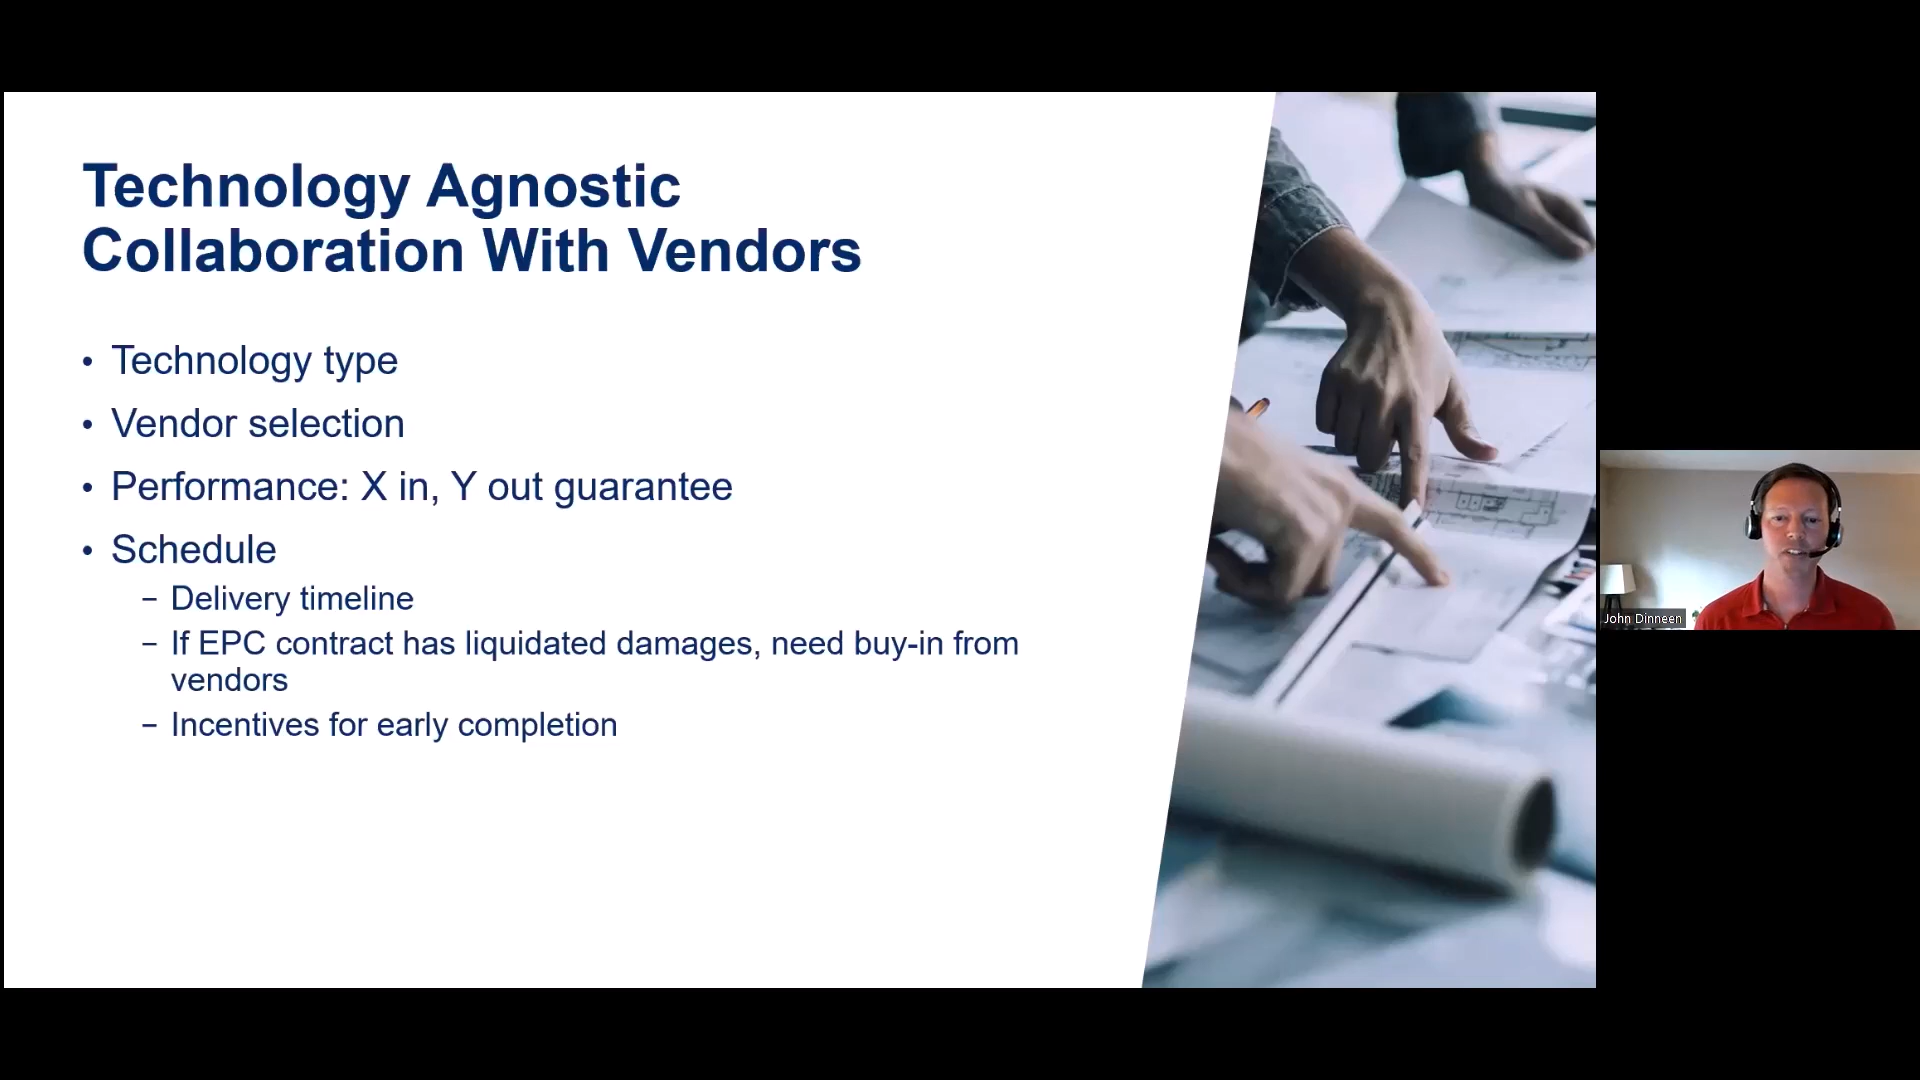 Technology Agnostic
Collaboration With Vendors
• Technology type
• Vendor selection
• Performance: X in, Y out guarantee
• Schedule
– Delivery timeline
– If EPC contract has liquidated damages, need buy-in from
vendors
– Incentives for early completion
John Dinneen